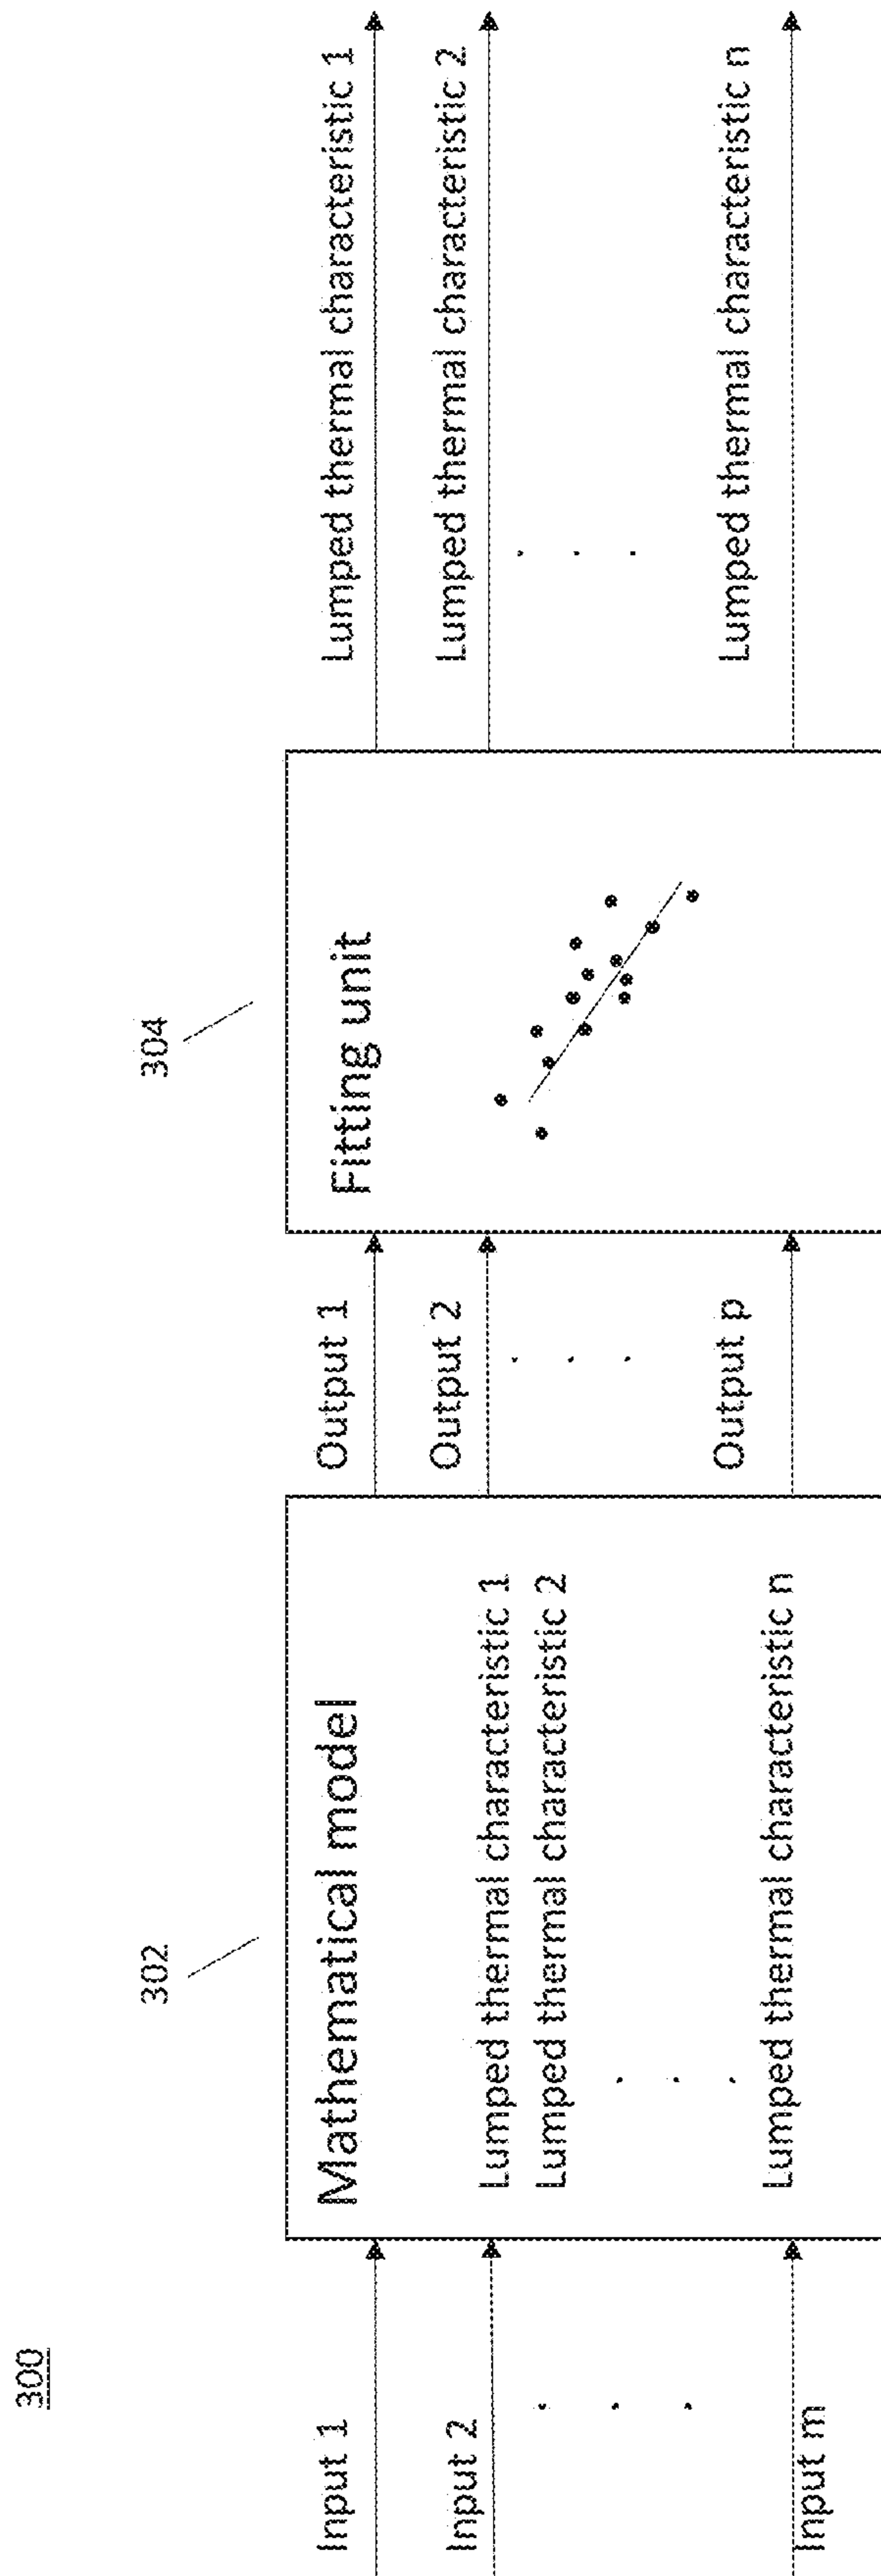 300
302
304
Input 1
Input 2
Input m
Mathematical model
Lumped thermal characteristic 1
Lumped thermal characteristic 2
Lumped thermal characteristic n
Output 1
Output 2
Output p
Fitting unit
Lumped thermal characteristic 1
Lumped thermal characteristic 2
Lumped thermal characteristic n